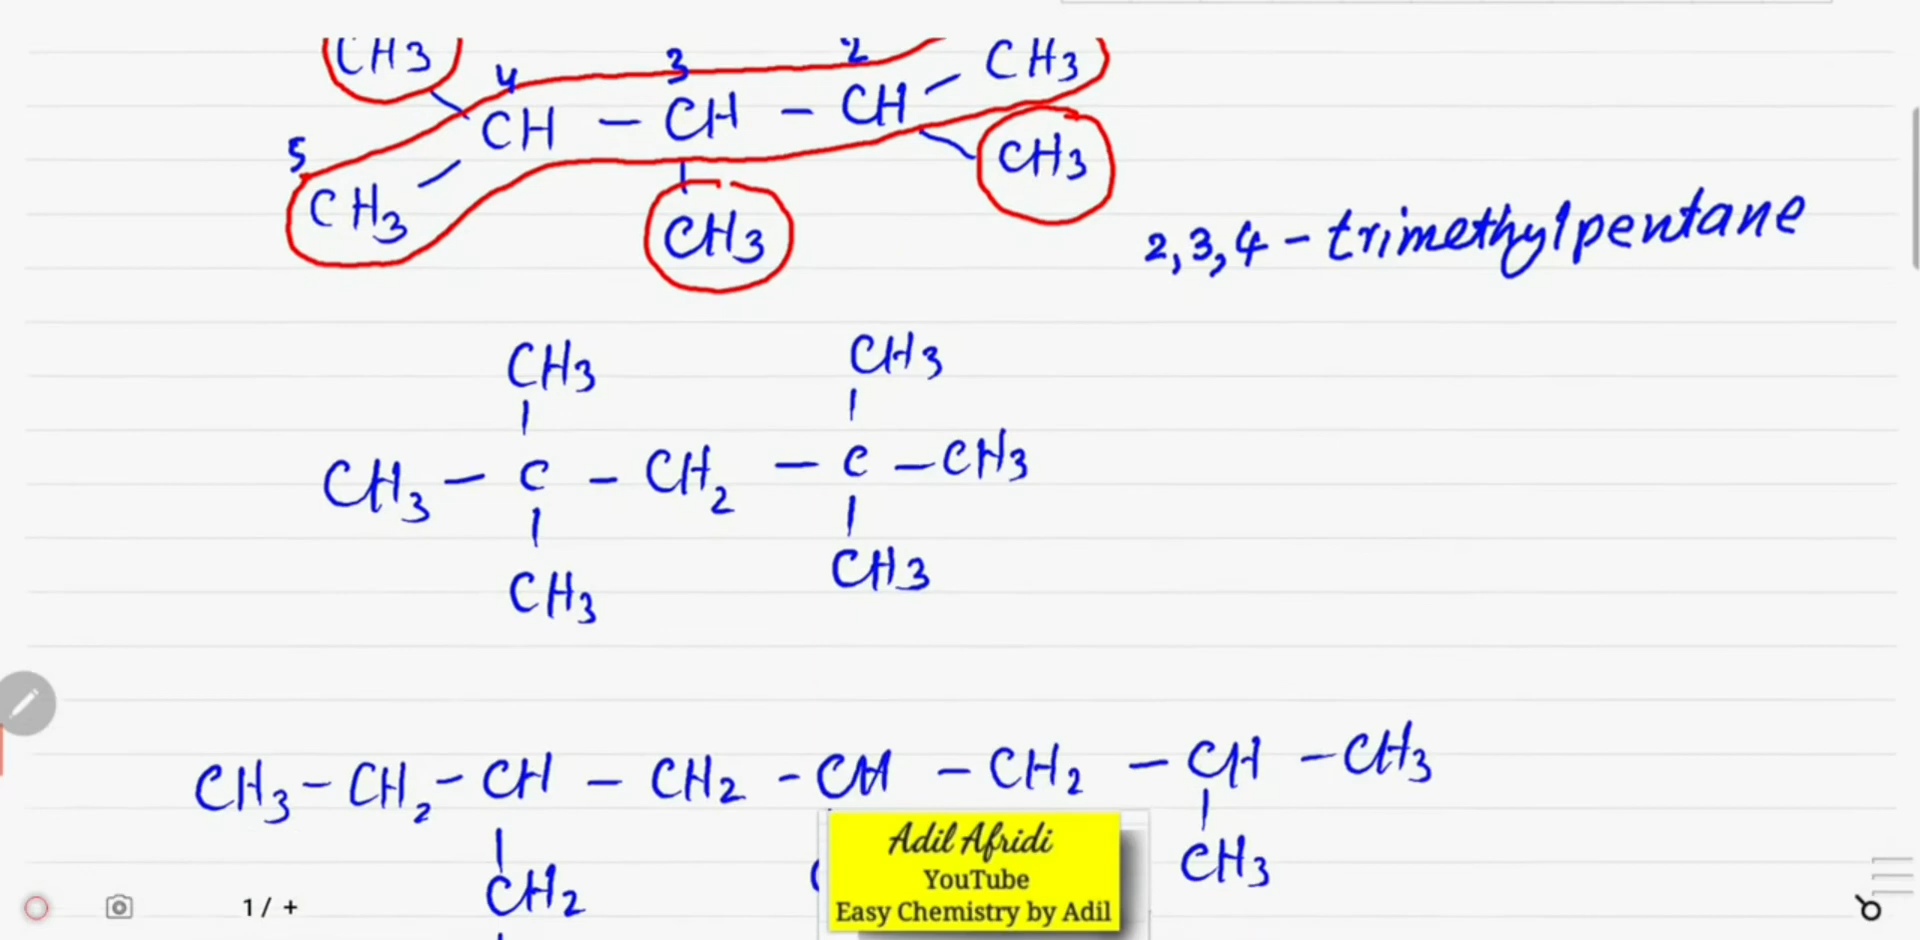 CH3 4 3 2 CH3
CH - CH - CH
5 CH3
CH3 CH3
2,3,4 - trimethylpentane
CH3 CH3
CH3 - C - CH2 - C - CH3
CH3 CH3
CH3 - CH2 - CH - CH2 - CH - CH2 - CH - CH3
CH2 CH3
Adil Afridi
YouTube
Easy Chemistry by Adil
1 / +